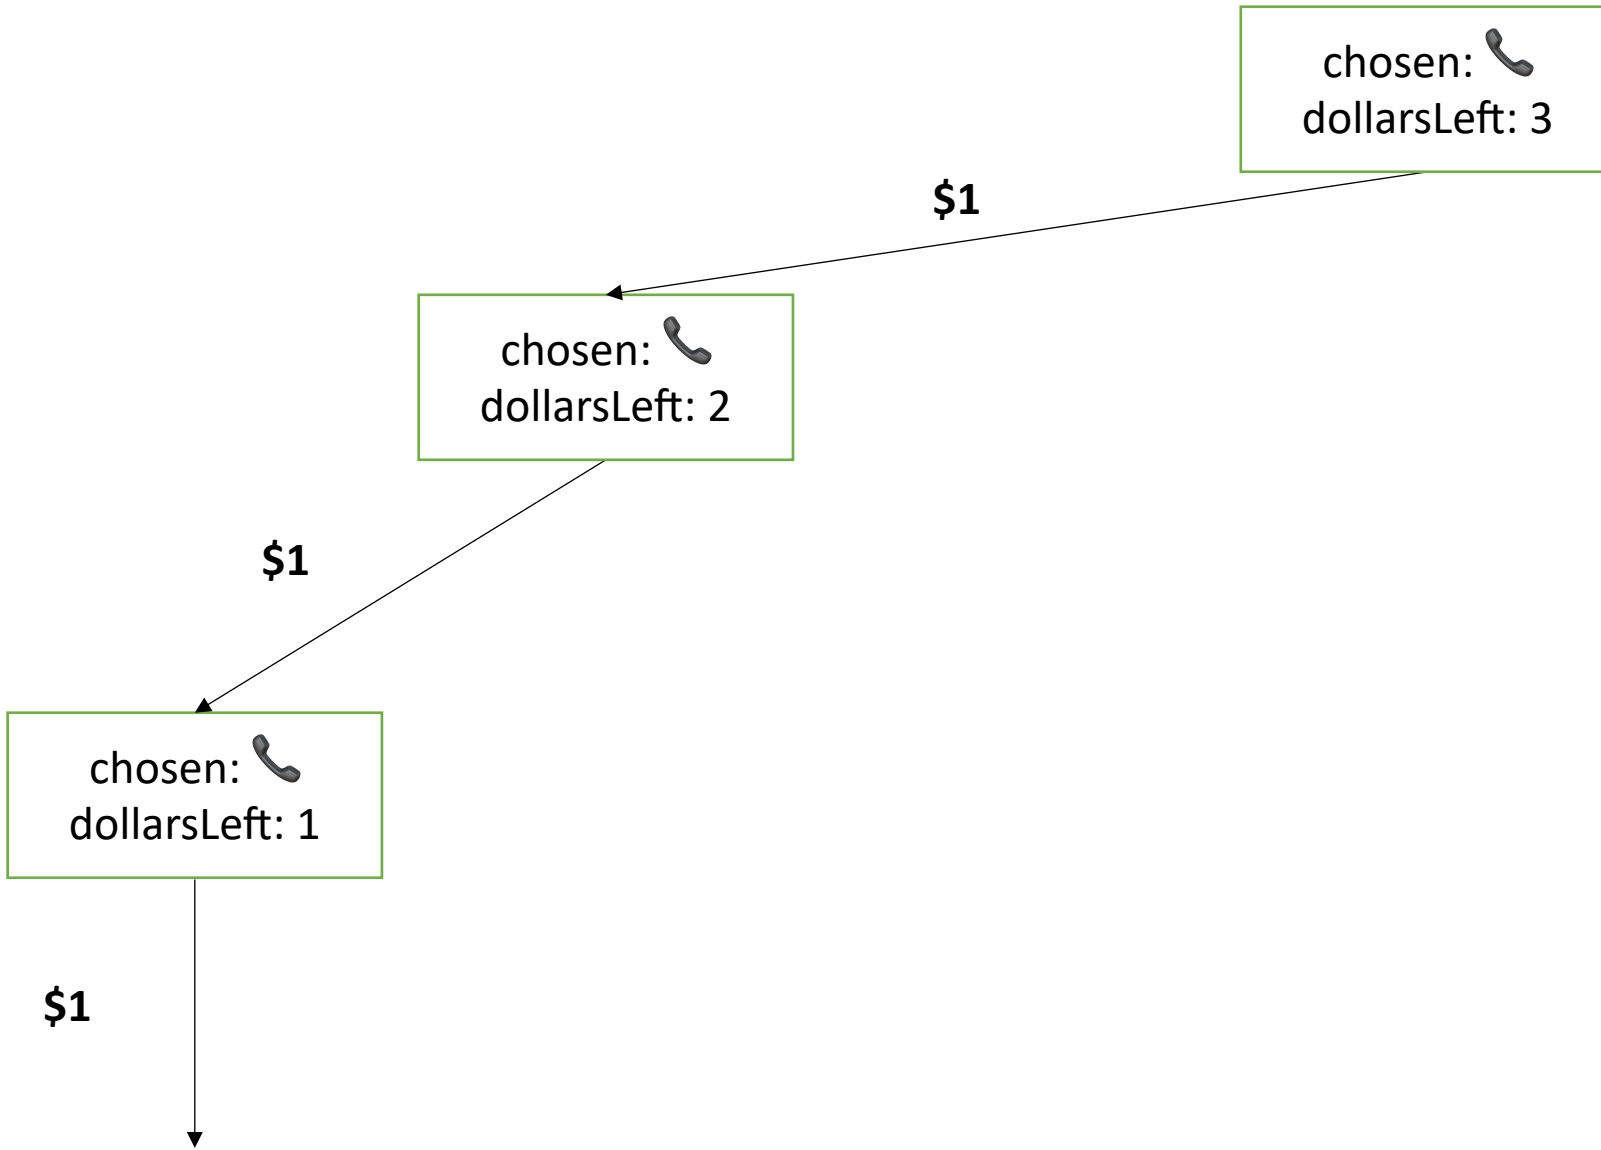 chosen: 📞
dollarsLeft: 3
$1
chosen: 📞
dollarsLeft: 2
$1
chosen: 📞
dollarsLeft: 1
$1